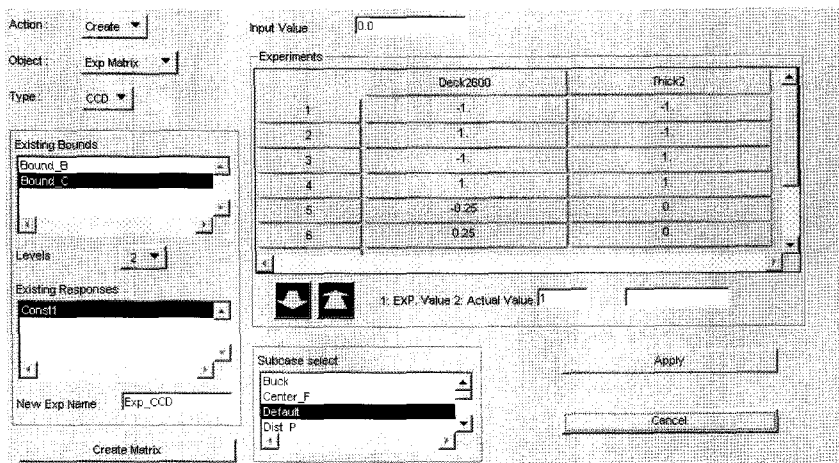 Action : Create
Object : Exp Matrix
Type : CCD
Existing Bounds
Bound_B
Bound_C
Levels 2
Existing Responses
Const1
New Exp Name Exp_CCD
Create Matrix
Input Value 0.0
Experiments
Deck2600 Thick2
1 -1. -1.
2 1. -1.
3 -1. 1.
4 1. 1.
5 -0.25 0
6 0.25 0
1: EXP. Value 2: Actual Value 1
Subcase select
Buck
Center_F
Default
Dist_P
Apply
Cancel